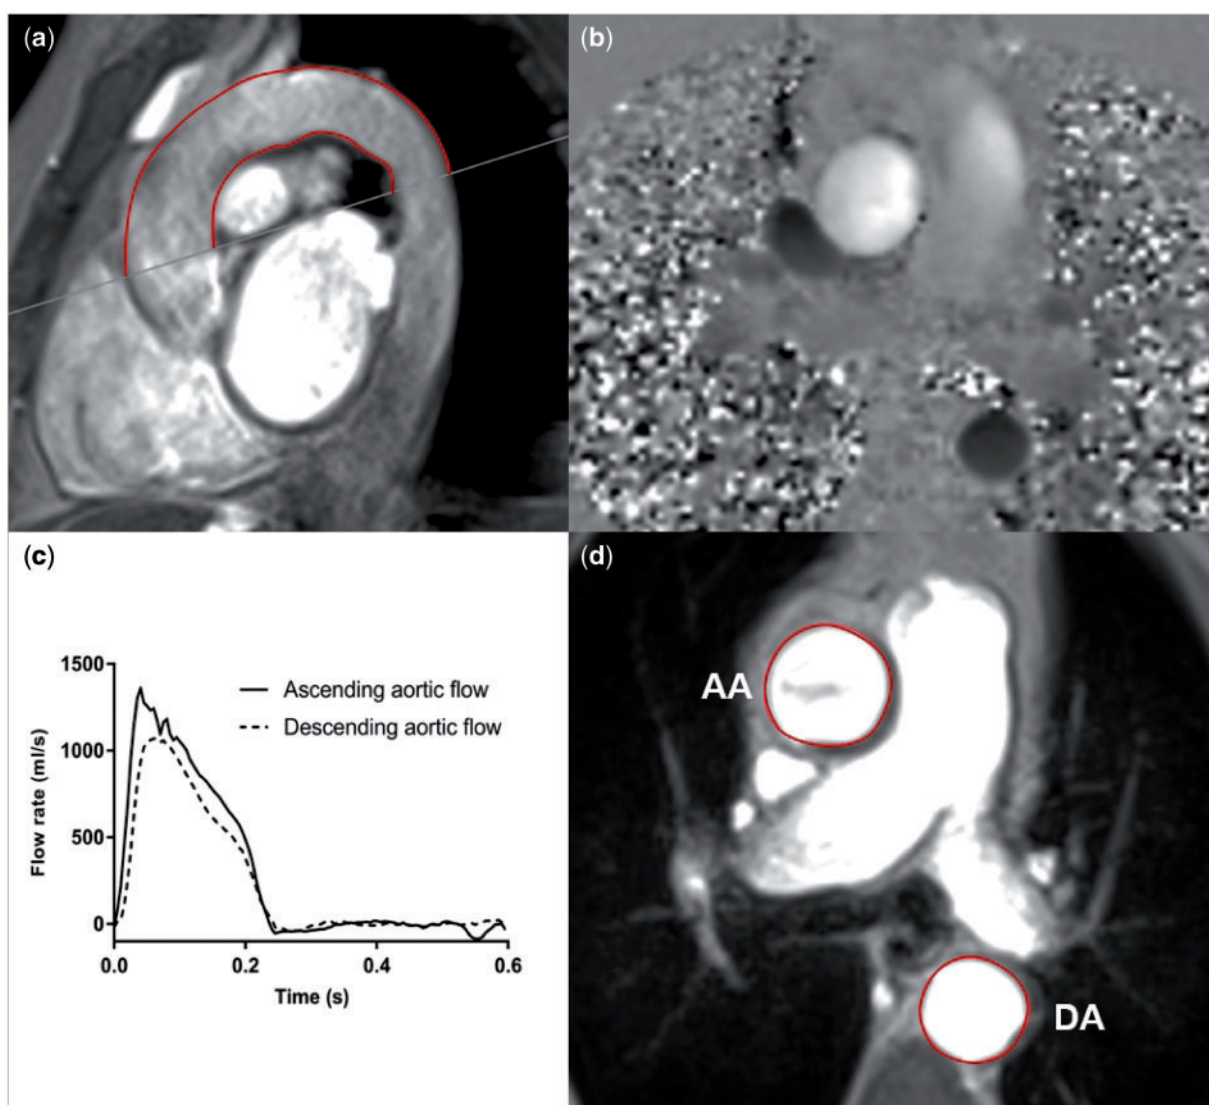 (a)
(b)
(c)
1500
1000
500
0
Flow rate (ml/s)
Ascending aortic flow
Descending aortic flow
0.0
0.2
0.4
0.6
Time (s)
(d)
AA
DA